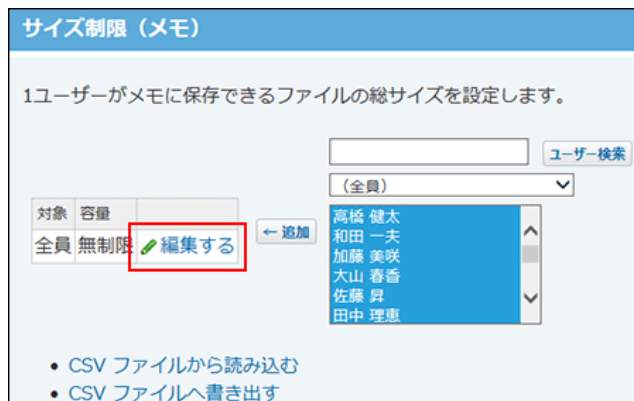 サイズ制限（メモ）
1ユーザーがメモに保存できるファイルの総サイズを設定します。
ユーザー検索
（全員）
対象 容量
全員 無制限 編集する
← 追加
高橋 健太
和田 一夫
加藤 美咲
大山 春香
佐藤 昇
田中 理恵
• CSV ファイルから読み込む
• CSV ファイルへ書き出す